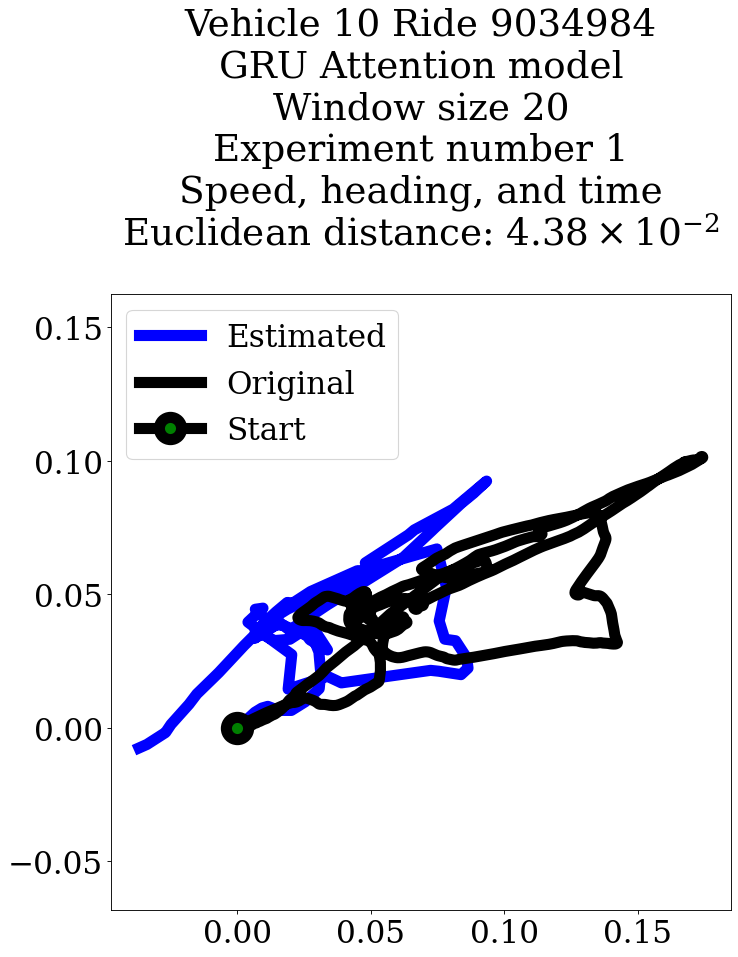 Vehicle 10 Ride 9034984
GRU Attention model
Window size 20
Experiment number 1
Speed, heading, and time
Euclidean distance: 4.38 × 10⁻²
Estimated
Original
Start
0.15
0.10
0.05
0.00
−0.05
0.00 0.05 0.10 0.15